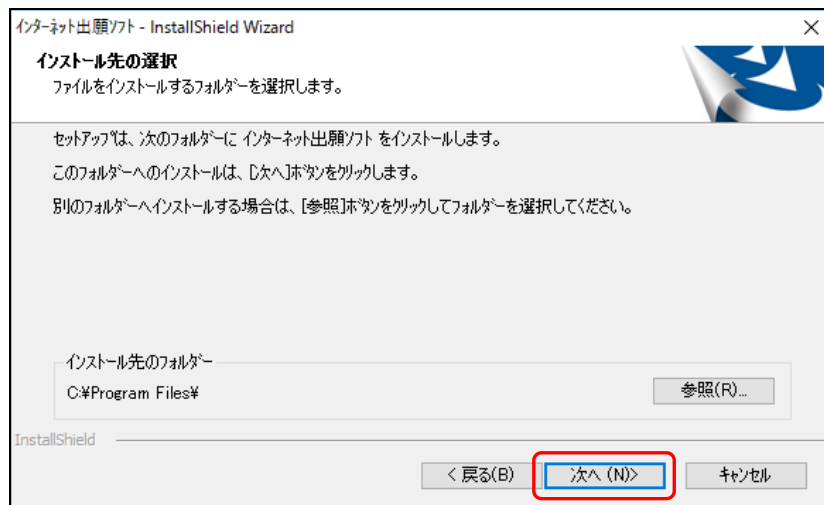 インターネット出願ソフト - InstallShield Wizard
インストール先の選択
ファイルをインストールするフォルダーを選択します。
セットアップは、次のフォルダーに インターネット出願ソフト をインストールします。
このフォルダーへのインストールは、[次へ]ボタンをクリックします。
別のフォルダーへインストールする場合は、[参照]ボタンをクリックしてフォルダーを選択してください。
インストール先のフォルダー
C:¥Program Files¥
参照(R)...
InstallShield
< 戻る(B)
次へ (N)>
キャンセル